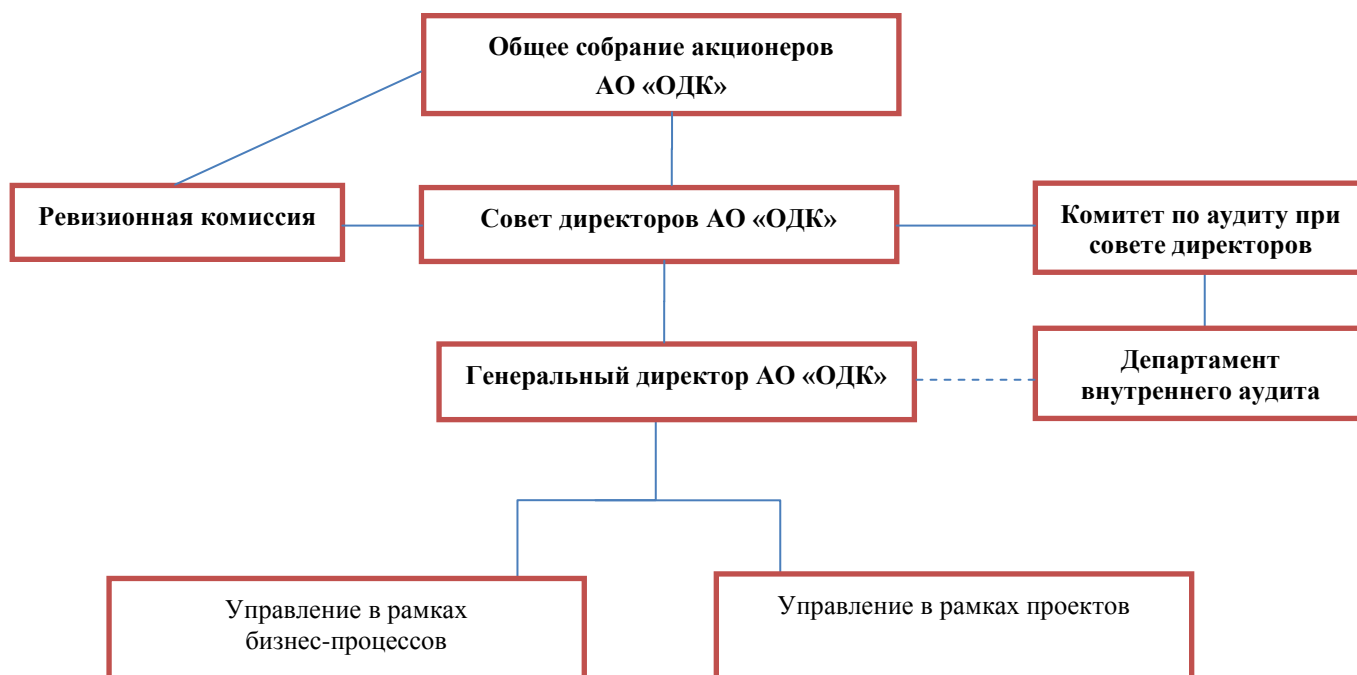 Общее собрание акционеров
АО «ОДК»
Ревизионная комиссия
Совет директоров АО «ОДК»
Комитет по аудиту при
совете директоров
Генеральный директор АО «ОДК»
Департамент
внутреннего аудита
Управление в рамках
бизнес-процессов
Управление в рамках проектов